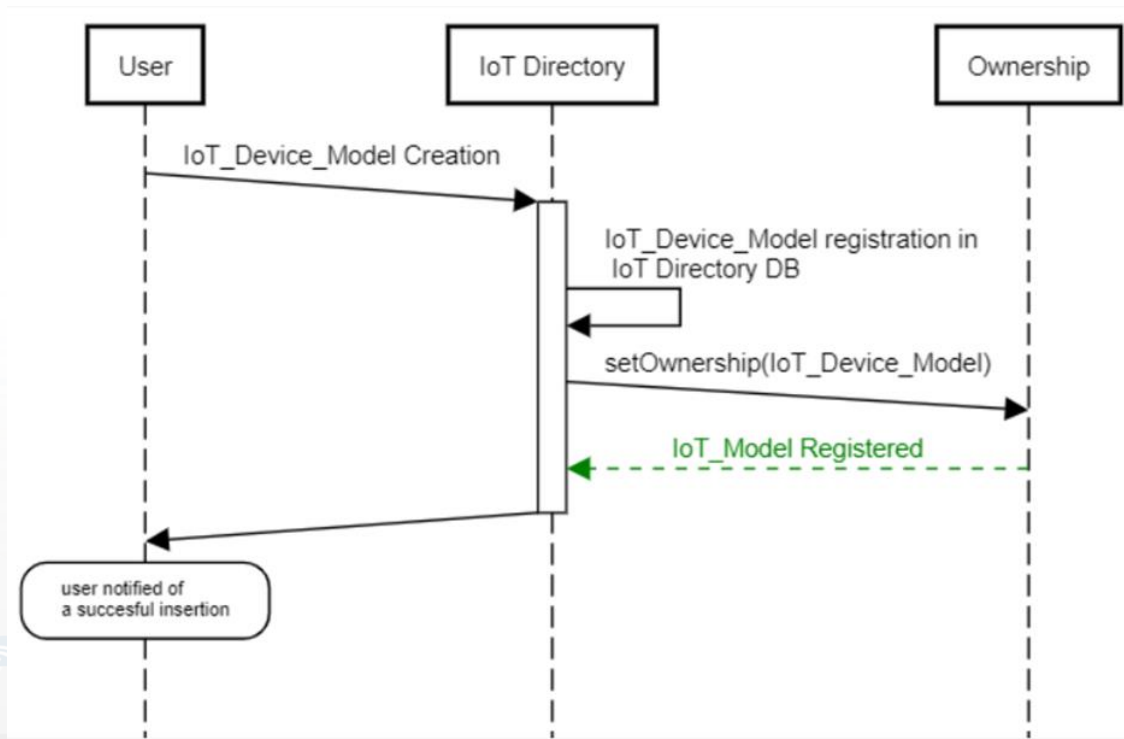 User
IoT Directory
Ownership
IoT_Device_Model Creation
IoT_Device_Model registration in
IoT Directory DB
setOwnership(IoT_Device_Model)
IoT_Model Registered
user notified of
a succesful insertion